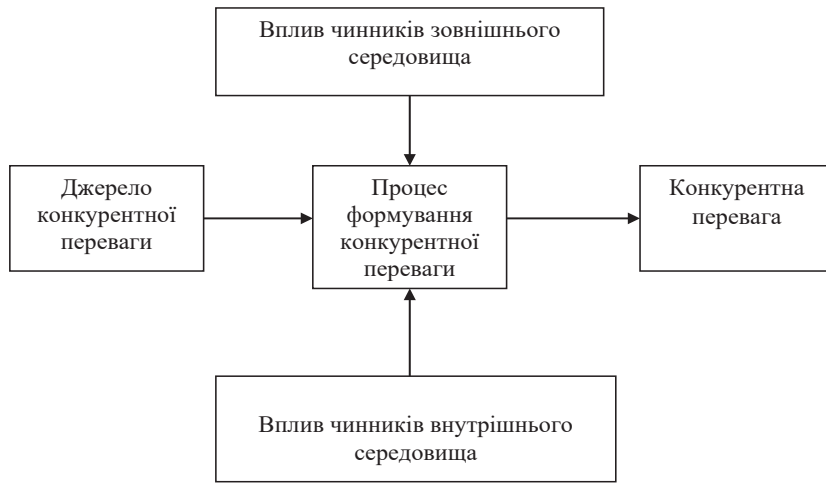 Вплив чинників зовнішнього
середовища
Джерело
конкурентної
переваги
Процес
формування
конкурентної
переваги
Конкурентна
перевага
Вплив чинників внутрішнього
середовища